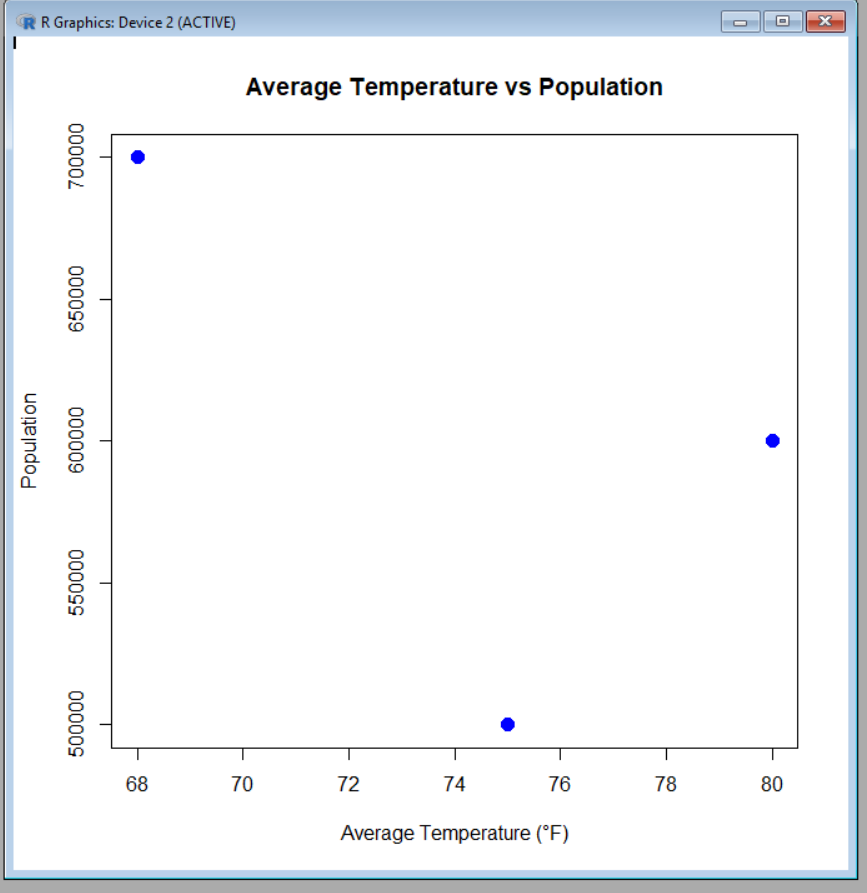 R Graphics: Device 2 (ACTIVE)
Average Temperature vs Population
700000
650000
600000
550000
500000
Population
68 70 72 74 76 78 80
Average Temperature (°F)